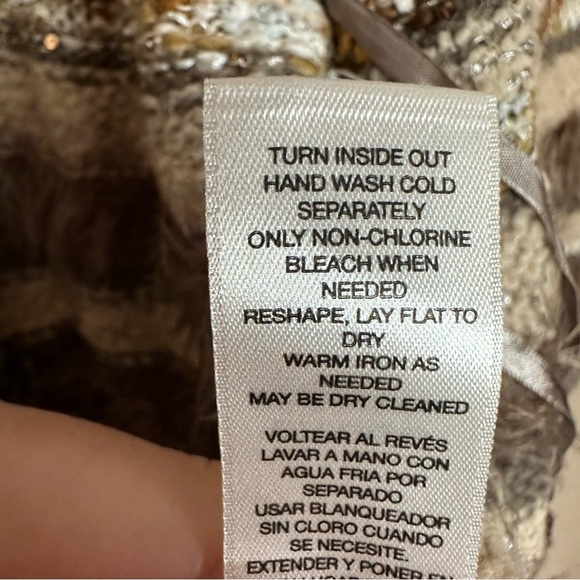 TURN INSIDE OUT
HAND WASH COLD
SEPARATELY
ONLY NON-CHLORINE
BLEACH WHEN
NEEDED
RESHAPE, LAY FLAT TO
DRY
WARM IRON AS
NEEDED
MAY BE DRY CLEANED
VOLTEAR AL REVÉS
LAVAR A MANO CON
AGUA FRIA POR
SEPARADO
USAR BLANQUEADOR
SIN CLORO CUANDO
SE NECESITE.
EXTENDER Y PONER EN